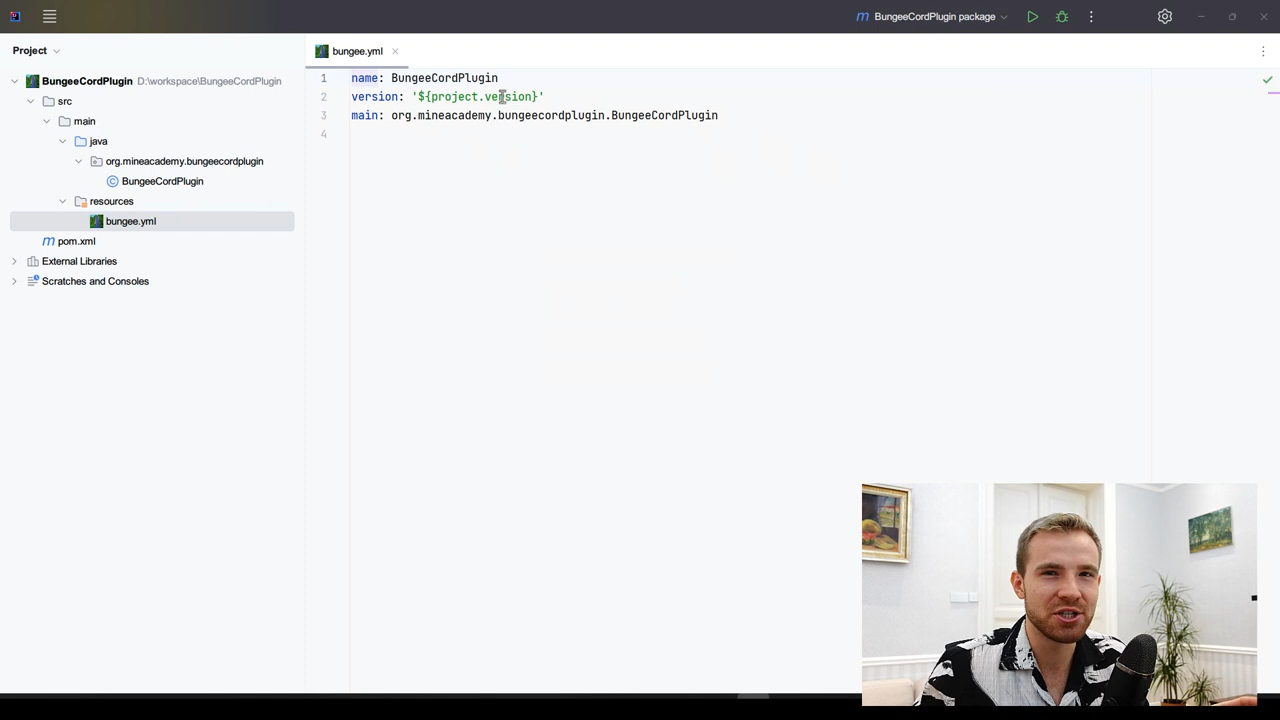 BungeeCordPlugin package
Project
bungee.yml
BungeeCordPlugin D:\workspace\BungeeCordPlugin
src
main
java
org.mineacademy.bungeecordplugin
BungeeCordPlugin
resources
bungee.yml
pom.xml
External Libraries
Scratches and Consoles
1 name: BungeeCordPlugin
2 version: '${project.version}'
3 main: org.mineacademy.bungeecordplugin.BungeeCordPlugin
4